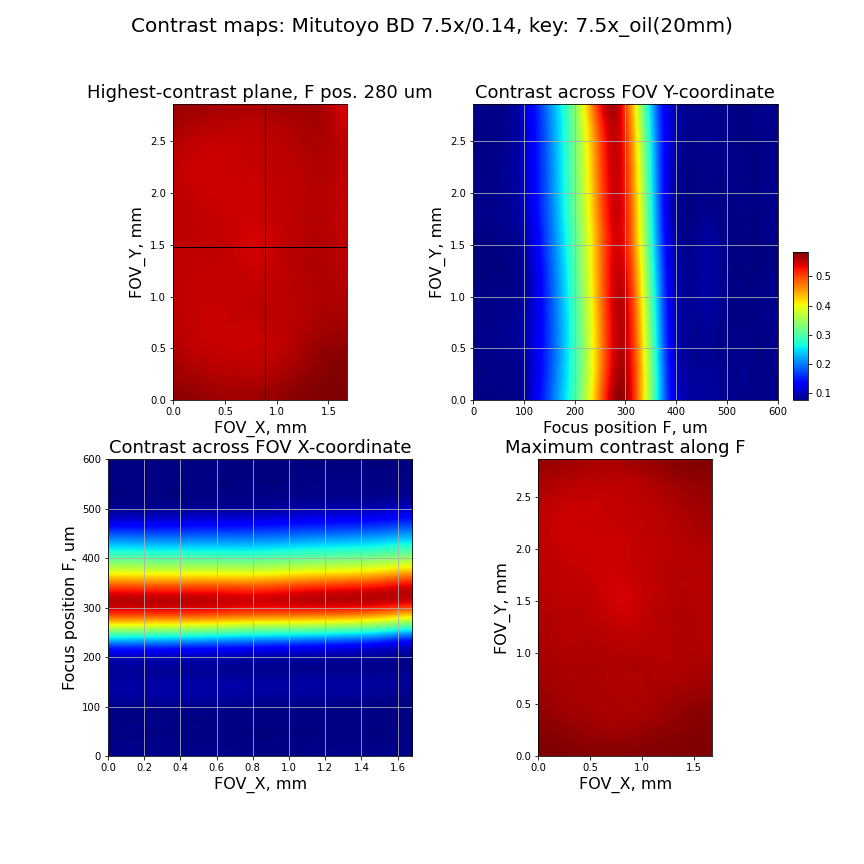 Contrast maps: Mitutoyo BD 7.5x/0.14, key: 7.5x_oil(20mm)
Highest-contrast plane, F pos. 280 um
FOV_Y, mm
2.5
2.0
1.5
1.0
0.5
0.0
0.0 0.5 1.0 1.5
FOV_X, mm
Contrast across FOV Y-coordinate
FOV_Y, mm
2.5
2.0
1.5
1.0
0.5
0.0
0 100 200 300 400 500 600
Focus position F, um
0.5
0.4
0.3
0.2
0.1
Contrast across FOV X-coordinate
Focus position F, um
600
500
400
300
200
100
0
0.0 0.2 0.4 0.6 0.8 1.0 1.2 1.4 1.6
FOV_X, mm
Maximum contrast along F
FOV_Y, mm
2.5
2.0
1.5
1.0
0.5
0.0
0.0 0.5 1.0 1.5
FOV_X, mm